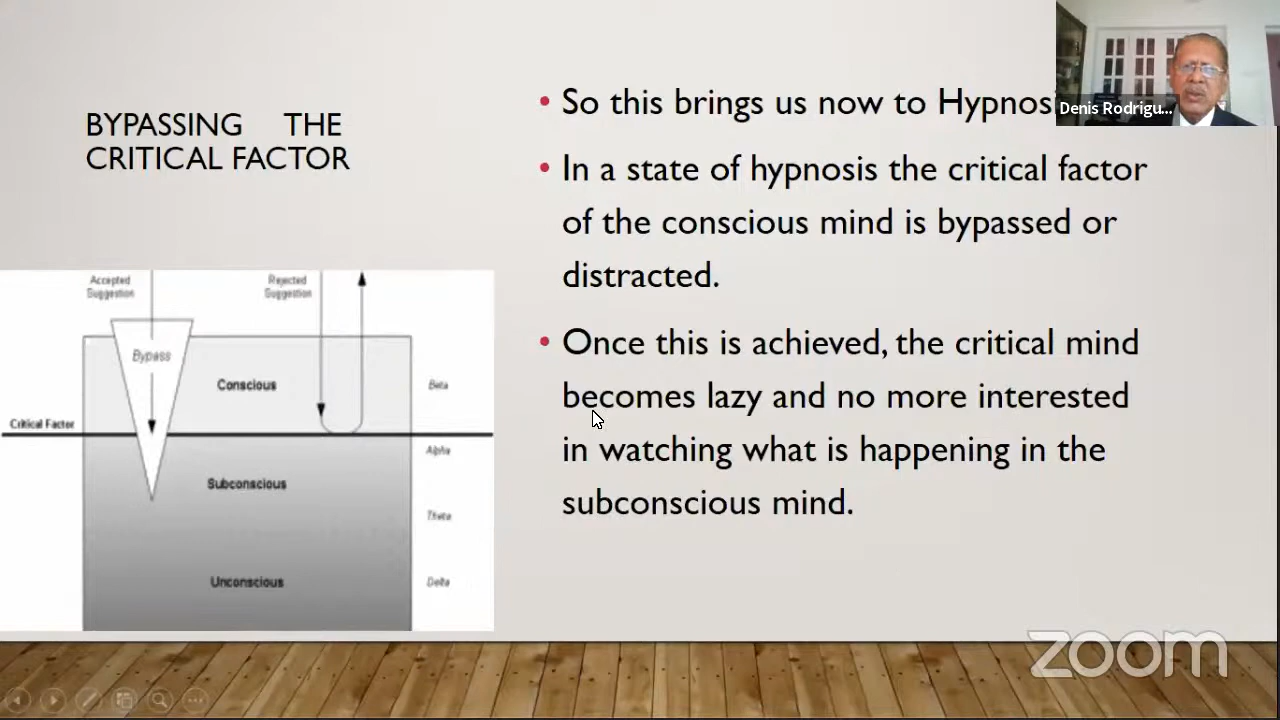 BYPASSING THE
CRITICAL FACTOR
• So this brings us now to Hypnosi
• In a state of hypnosis the critical factor
of the conscious mind is bypassed or
distracted.
• Once this is achieved, the critical mind
becomes lazy and no more interested
in watching what is happening in the
subconscious mind.
Denis Rodrigu...
Accepted
Suggestion
Rejected
Suggestion
Bypass
Conscious
Beta
Critical Factor
Alpha
Subconscious
Theta
Unconscious
Delta
zoom